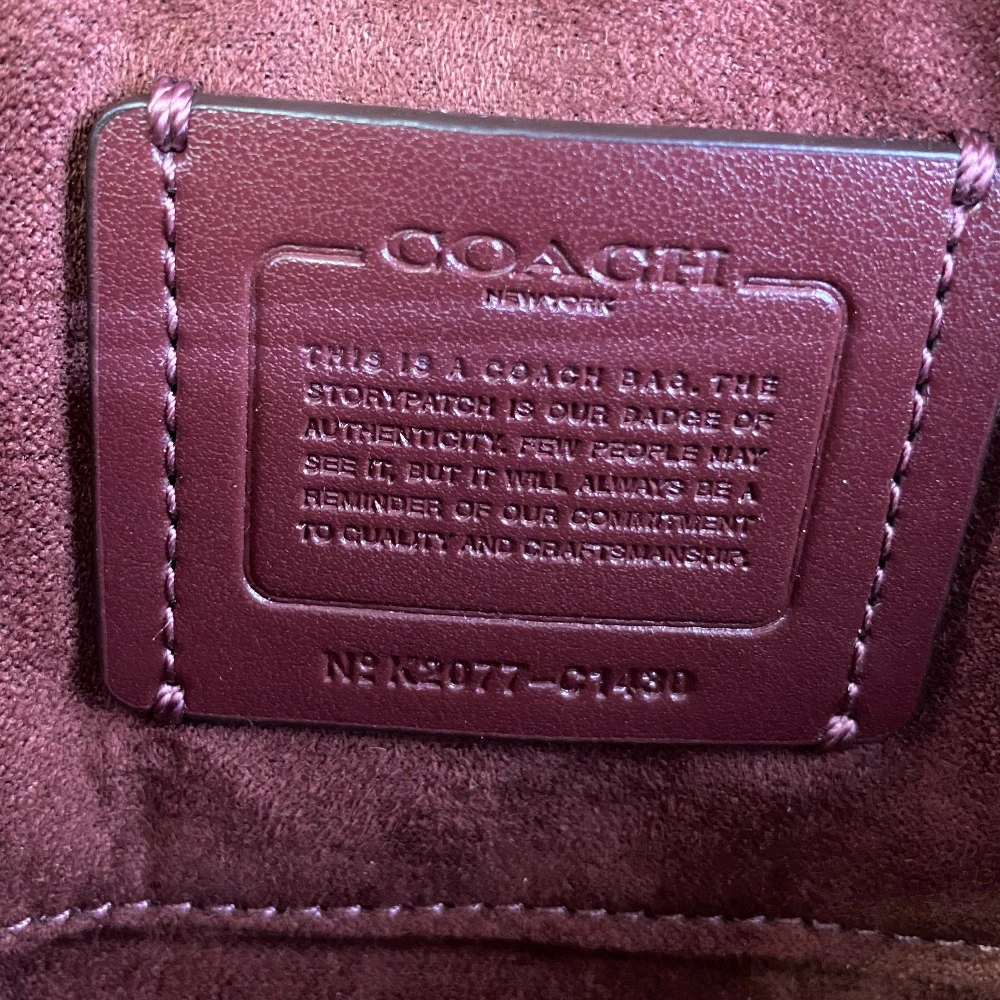 COACH
NEW YORK
THIS IS A COACH BAG. THE
STORYPATCH IS OUR BADGE OF
AUTHENTICITY. FEW PEOPLE MAY
SEE IT, BUT IT WILL ALWAYS BE A
REMINDER OF OUR COMMITMENT
TO QUALITY AND CRAFTSMANSHIP.
Nº K2077-C1430